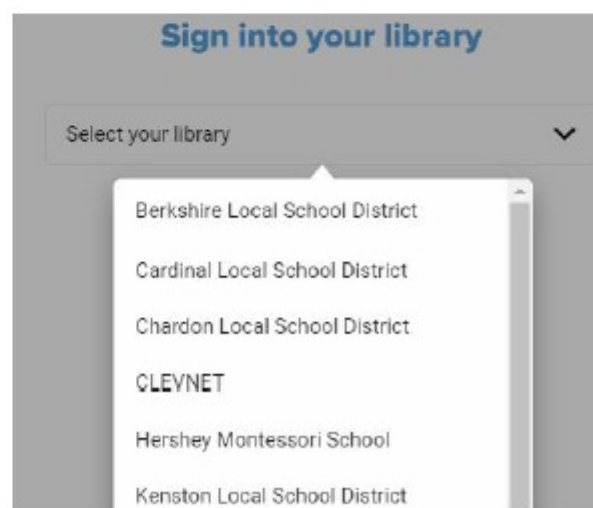 Sign into your library
Select your library
Berkshire Local School District
Cardinal Local School District
Chardon Local School District
CLEVNET
Hershey Montessori School
Kenston Local School District